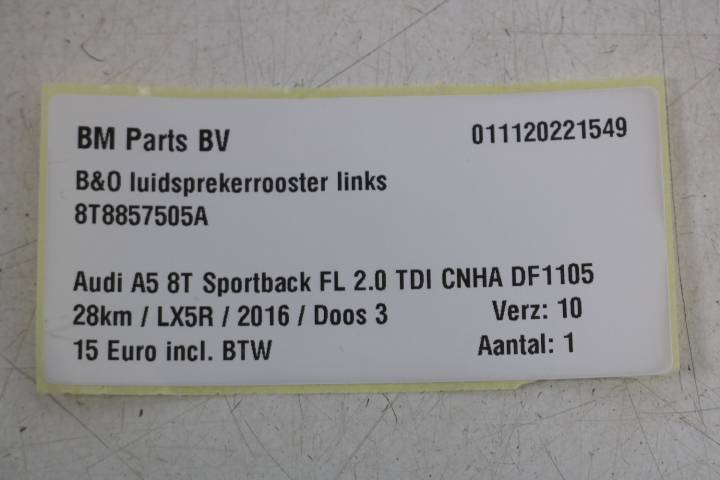 BM Parts BV 011120221549
B&O luidsprekerrooster links
8T8857505A
Audi A5 8T Sportback FL 2.0 TDI CNHA DF1105
28km / LX5R / 2016 / Doos 3 Verz: 10
15 Euro incl. BTW Aantal: 1